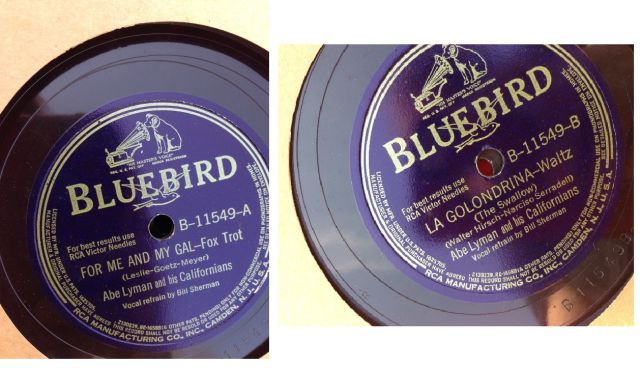 "HIS MASTER'S VOICE"
BLUEBIRD
B-11549-A
For best results use
RCA Victor Needles
FOR ME AND MY GAL—Fox Trot
(Leslie-Goetz-Meyer)
Abe Lyman and his Californians
Vocal refrain by Bill Sherman
RCA MANUFACTURING CO., INC., CAMDEN, N. J., U. S. A.
"HIS MASTER'S VOICE"
BLUEBIRD
B-11549-B
For best results use
RCA Victor Needles
LA GOLONDRINA—Waltz
(The Swallow)
(Walter Hirsch-Narciso Serradell)
Abe Lyman and his Californians
Vocal refrain by Bill Sherman
RCA MANUFACTURING CO., INC., CAMDEN, N. J., U. S. A.